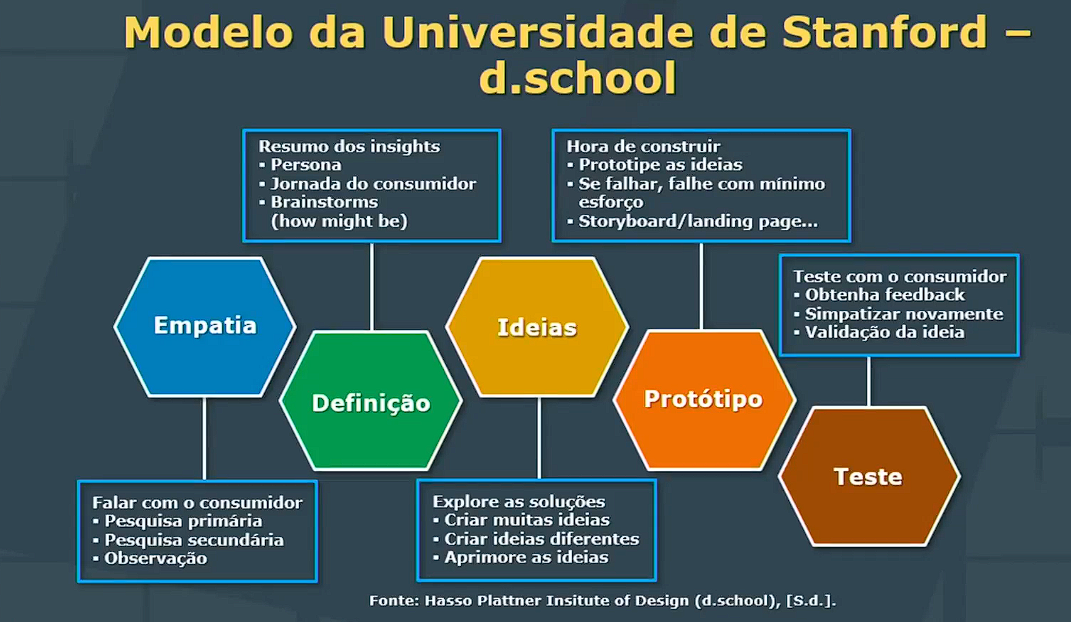 Modelo da Universidade de Stanford –
d.school
Resumo dos insights
▪ Persona
▪ Jornada do consumidor
▪ Brainstorms
(how might be)
Hora de construir
▪ Prototipe as ideias
▪ Se falhar, falhe com mínimo
esforço
▪ Storyboard/landing page...
Teste com o consumidor
▪ Obtenha feedback
▪ Simpatizar novamente
▪ Validação da ideia
Empatia
Definição
Ideias
Protótipo
Teste
Falar com o consumidor
▪ Pesquisa primária
▪ Pesquisa secundária
▪ Observação
Explore as soluções
▪ Criar muitas ideias
▪ Criar ideias diferentes
▪ Aprimore as ideias
Fonte: Hasso Plattner Insitute of Design (d.school), [S.d.].